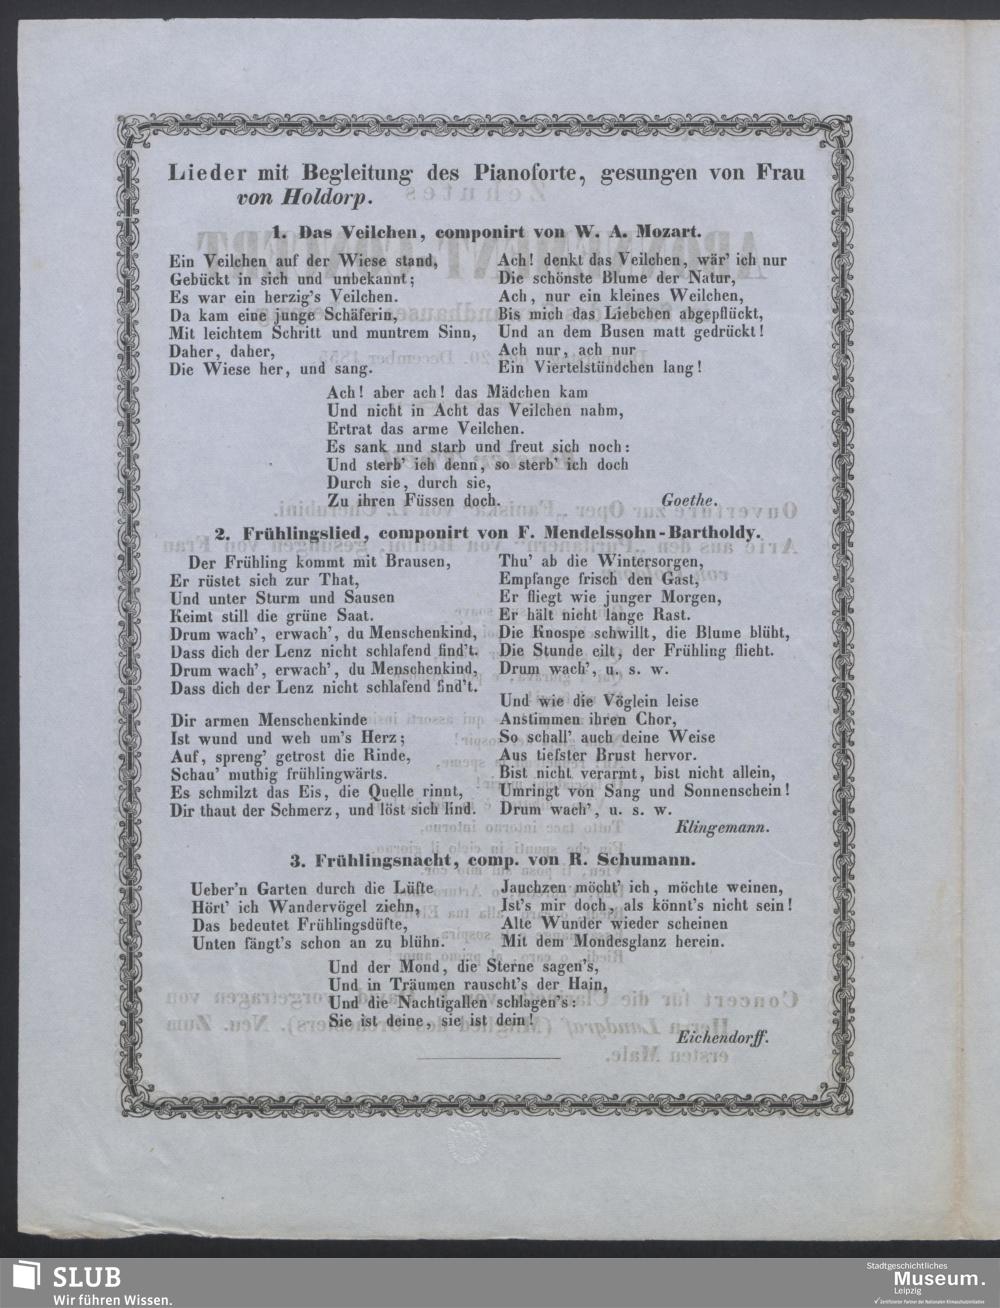 Lieder mit Begleitung des Pianoforte, gesungen von Frau
von Holdorp.
1. Das Veilchen, componirt von W. A. Mozart.
Ein Veilchen auf der Wiese stand,
Gebückt in sich und unbekannt;
Es war ein herzig's Veilchen.
Da kam eine junge Schäferin,
Mit leichtem Schritt und muntrem Sinn,
Daher, daher,
Die Wiese her, und sang.
Ach! denkt das Veilchen, wär' ich nur
Die schönste Blume der Natur,
Ach, nur ein kleines Weilchen,
Bis mich das Liebchen abgepflückt,
Und an dem Busen matt gedrückt!
Ach nur, ach nur
Ein Viertelstündchen lang!
Ach! aber ach! das Mädchen kam
Und nicht in Acht das Veilchen nahm,
Ertrat das arme Veilchen.
Es sank und starb und freut sich noch:
Und sterb' ich denn, so sterb' ich doch
Durch sie, durch sie,
Zu ihren Füssen doch.
Goethe.
2. Frühlingslied, componirt von F. Mendelssohn-Bartholdy.
Der Frühling kommt mit Brausen,
Er rüstet sich zur That,
Und unter Sturm und Sausen
Keimt still die grüne Saat.
Drum wach', erwach', du Menschenkind,
Dass dich der Lenz nicht schlafend find't.
Drum wach', erwach', du Menschenkind,
Dass dich der Lenz nicht schlafend find't.
Dir armen Menschenkinde
Ist wund und weh um's Herz;
Auf, spreng' getrost die Rinde,
Schau' muthig frühlingwärts.
Es schmilzt das Eis, die Quelle rinnt,
Dir thaut der Schmerz, und löst sich lind.
Thu' ab die Wintersorgen,
Empfange frisch den Gast,
Er fliegt wie junger Morgen,
Er hält nicht lange Rast.
Die Knospe schwillt, die Blume blüht,
Die Stunde eilt, der Frühling flieht.
Drum wach', u. s. w.
Und wie die Vöglein leise
Anstimmen ihren Chor,
So schall' auch deine Weise
Aus tiefster Brust hervor.
Bist nicht verarmt, bist nicht allein,
Umringt von Sang und Sonnenschein!
Drum wach', u. s. w.
Klingemann.
3. Frühlingsnacht, comp. von R. Schumann.
Ueber'n Garten durch die Lüfte
Hört' ich Wandervögel ziehn,
Das bedeutet Frühlingsdüfte,
Unten fängt's schon an zu blühn.
Jauchzen möcht' ich, möchte weinen,
Ist's mir doch, als könnt's nicht sein!
Alte Wunder wieder scheinen
Mit dem Mondesglanz herein.
Und der Mond, die Sterne sagen's,
Und in Träumen rauscht's der Hain,
Und die Nachtigallen schlagen's:
Sie ist deine, sie ist dein!
Eichendorff.
SLUB
Wir führen Wissen.
Stadtgeschichtliches
Museum.
Leipzig
Zertifizierter Partner der Nationalen Klimaschutzinitiative